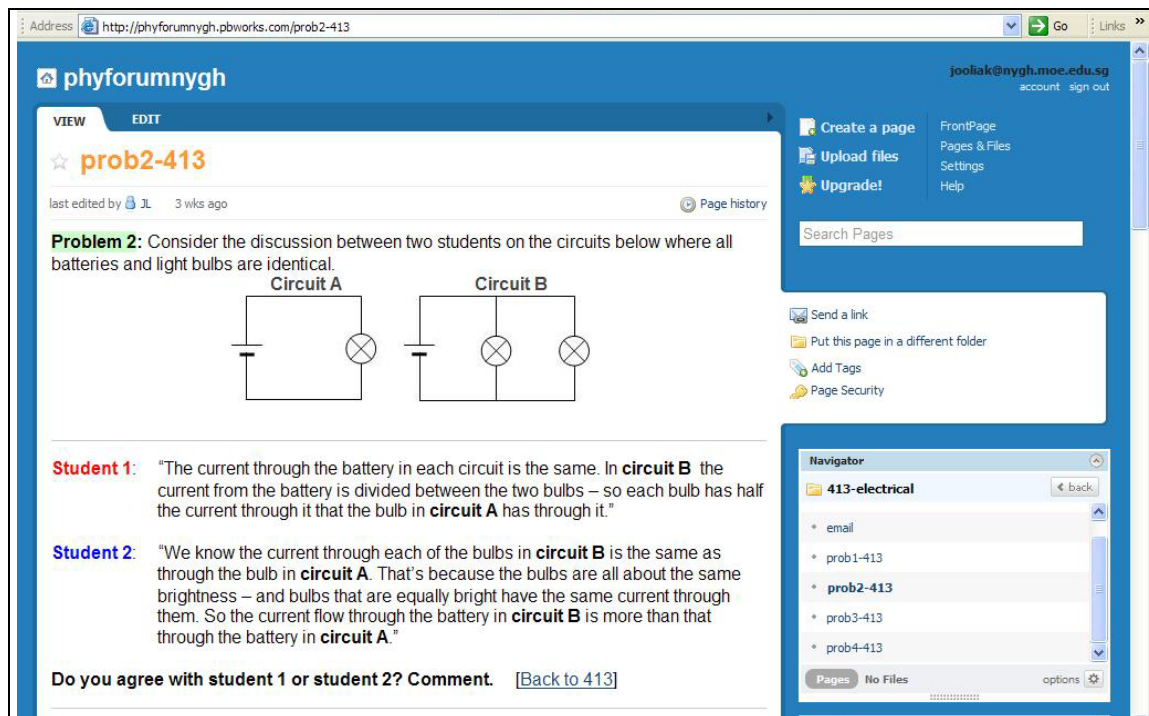 Address http://phyforumnygh.pbworks.com/prob2-413 Go Links »
phyforumnygh
jooliak@nygh.moe.edu.sg
account sign out
VIEW EDIT
prob2-413
last edited by JL 3 wks ago Page history
Problem 2: Consider the discussion between two students on the circuits below where all
batteries and light bulbs are identical.
Circuit A Circuit B
Student 1: "The current through the battery in each circuit is the same. In circuit B the
current from the battery is divided between the two bulbs – so each bulb has half
the current through it that the bulb in circuit A has through it."
Student 2: "We know the current through each of the bulbs in circuit B is the same as
through the bulb in circuit A. That's because the bulbs are all about the same
brightness – and bulbs that are equally bright have the same current through
them. So the current flow through the battery in circuit B is more than that
through the battery in circuit A."
Do you agree with student 1 or student 2? Comment. [Back to 413]
Create a page
Upload files
Upgrade!
FrontPage
Pages & Files
Settings
Help
Search Pages
Send a link
Put this page in a different folder
Add Tags
Page Security
Navigator
413-electrical back
email
prob1-413
prob2-413
prob3-413
prob4-413
Pages No Files options